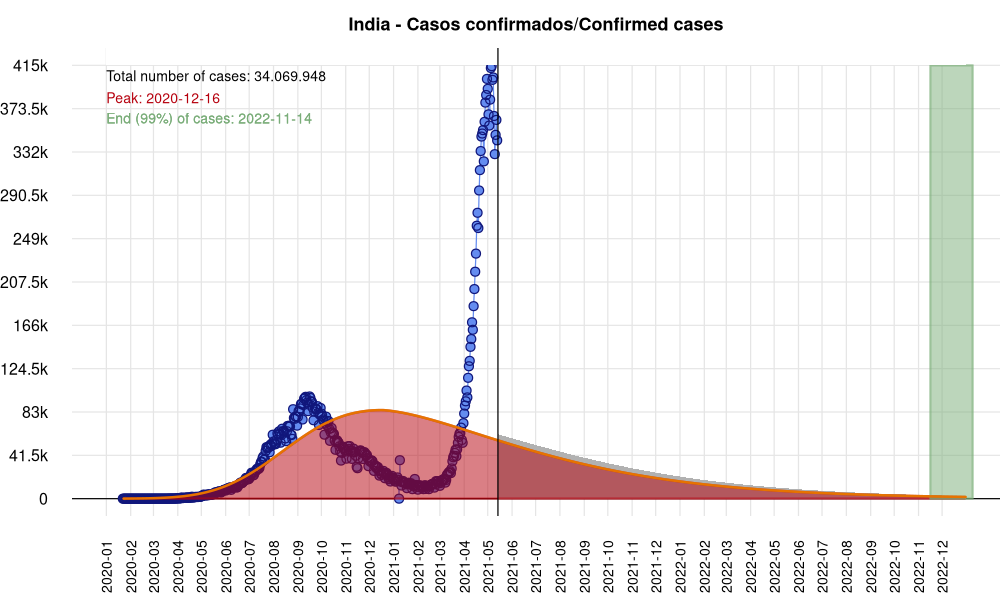 India - Casos confirmados/Confirmed cases
Total number of cases: 34.069.948
Peak: 2020-12-16
End (99%) of cases: 2022-11-14
415k
373.5k
332k
290.5k
249k
207.5k
166k
124.5k
83k
41.5k
0
2020-01
2020-02
2020-03
2020-04
2020-05
2020-06
2020-07
2020-08
2020-09
2020-10
2020-11
2020-12
2021-01
2021-02
2021-03
2021-04
2021-05
2021-06
2021-07
2021-08
2021-09
2021-10
2021-11
2021-12
2022-01
2022-02
2022-03
2022-04
2022-05
2022-06
2022-07
2022-08
2022-09
2022-10
2022-11
2022-12